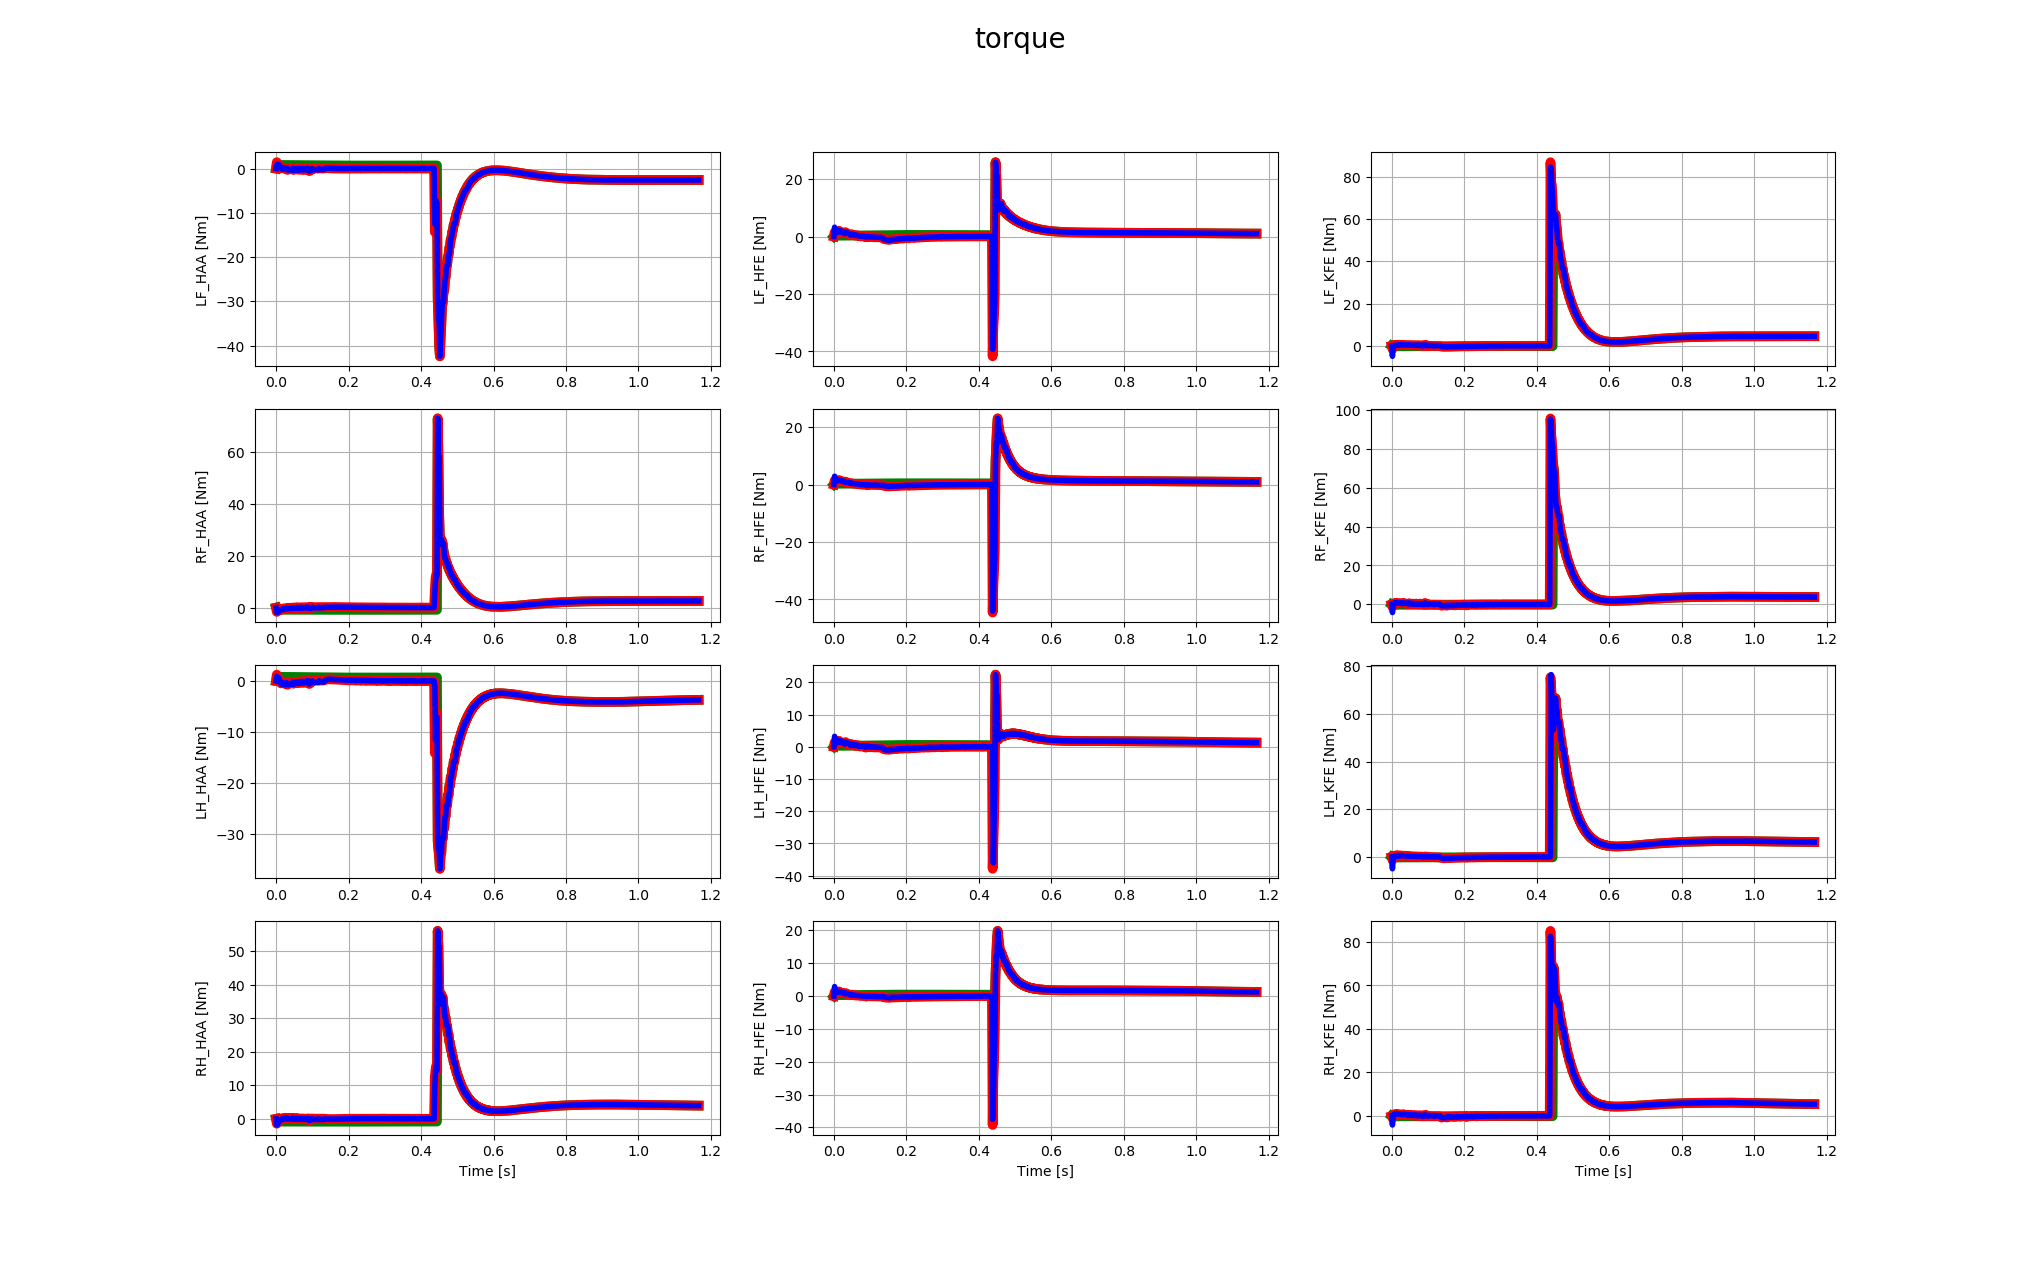 torque
LF_HAA [Nm]
0
−10
−20
−30
−40
0.0 0.2 0.4 0.6 0.8 1.0 1.2
LF_HFE [Nm]
20
0
−20
−40
0.0 0.2 0.4 0.6 0.8 1.0 1.2
LF_KFE [Nm]
80
60
40
20
0
0.0 0.2 0.4 0.6 0.8 1.0 1.2
RF_HAA [Nm]
60
40
20
0
0.0 0.2 0.4 0.6 0.8 1.0 1.2
RF_HFE [Nm]
20
0
−20
−40
0.0 0.2 0.4 0.6 0.8 1.0 1.2
RF_KFE [Nm]
100
80
60
40
20
0
0.0 0.2 0.4 0.6 0.8 1.0 1.2
LH_HAA [Nm]
0
−10
−20
−30
0.0 0.2 0.4 0.6 0.8 1.0 1.2
LH_HFE [Nm]
20
10
0
−10
−20
−30
−40
0.0 0.2 0.4 0.6 0.8 1.0 1.2
LH_KFE [Nm]
80
60
40
20
0
0.0 0.2 0.4 0.6 0.8 1.0 1.2
RH_HAA [Nm]
50
40
30
20
10
0
0.0 0.2 0.4 0.6 0.8 1.0 1.2
Time [s]
RH_HFE [Nm]
20
10
0
−10
−20
−30
−40
0.0 0.2 0.4 0.6 0.8 1.0 1.2
Time [s]
RH_KFE [Nm]
80
60
40
20
0
0.0 0.2 0.4 0.6 0.8 1.0 1.2
Time [s]